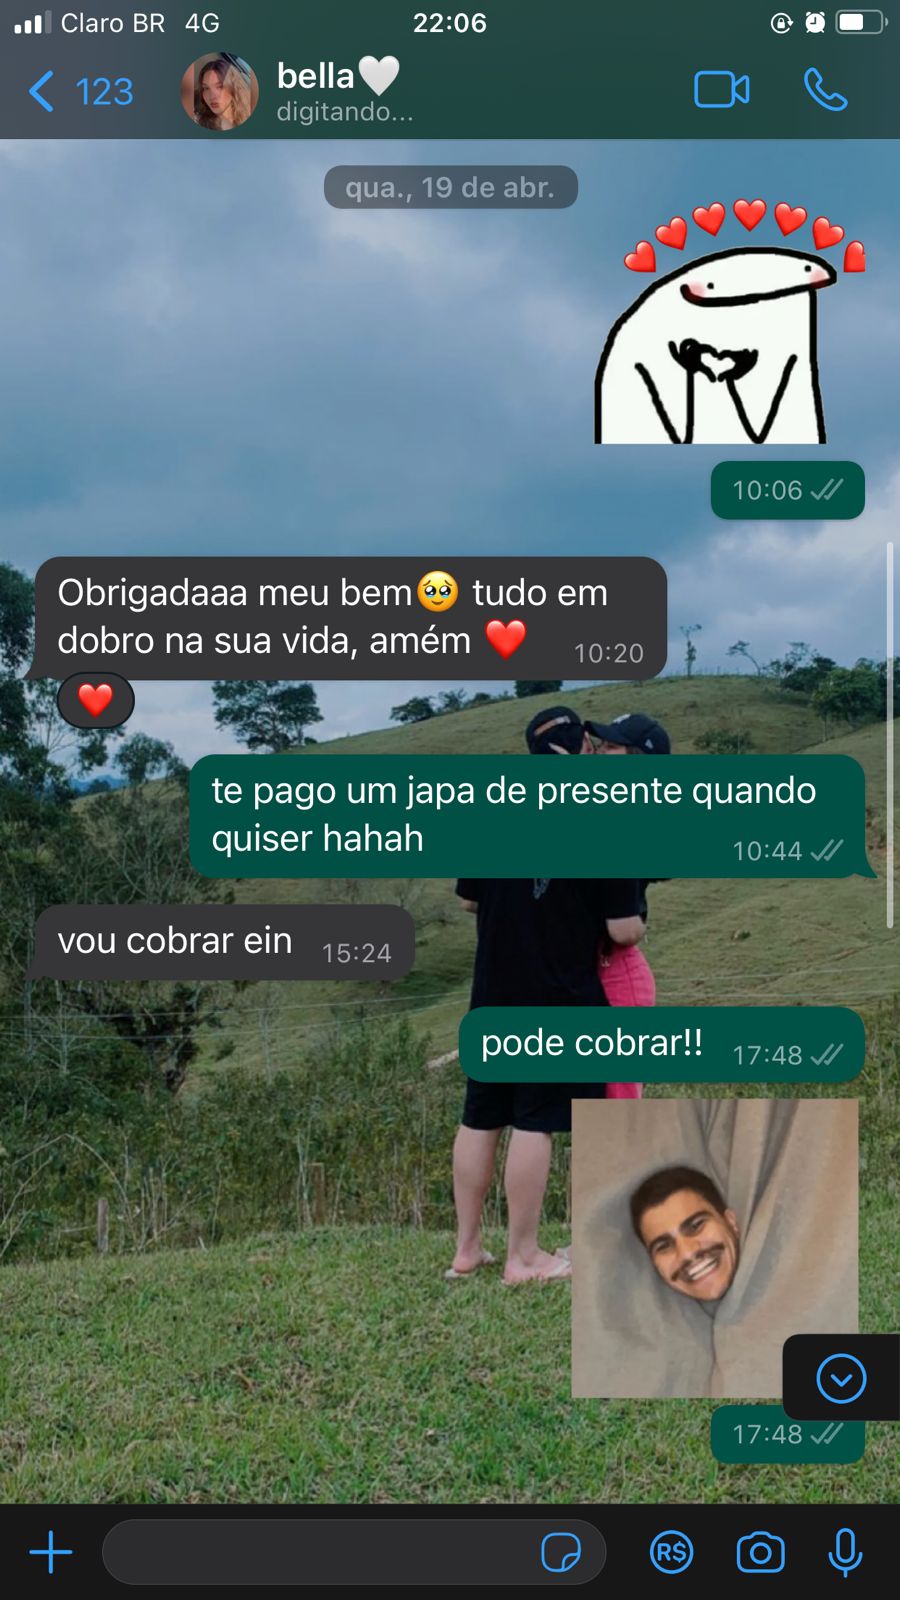 Claro BR 4G 22:06
123
bella🤍
digitando...
qua., 19 de abr.
10:06
Obrigadaaa meu bem🥹 tudo em
dobro na sua vida, amém ❤️ 10:20
❤️
te pago um japa de presente quando
quiser hahah 10:44
vou cobrar ein 15:24
pode cobrar!! 17:48
17:48
R$